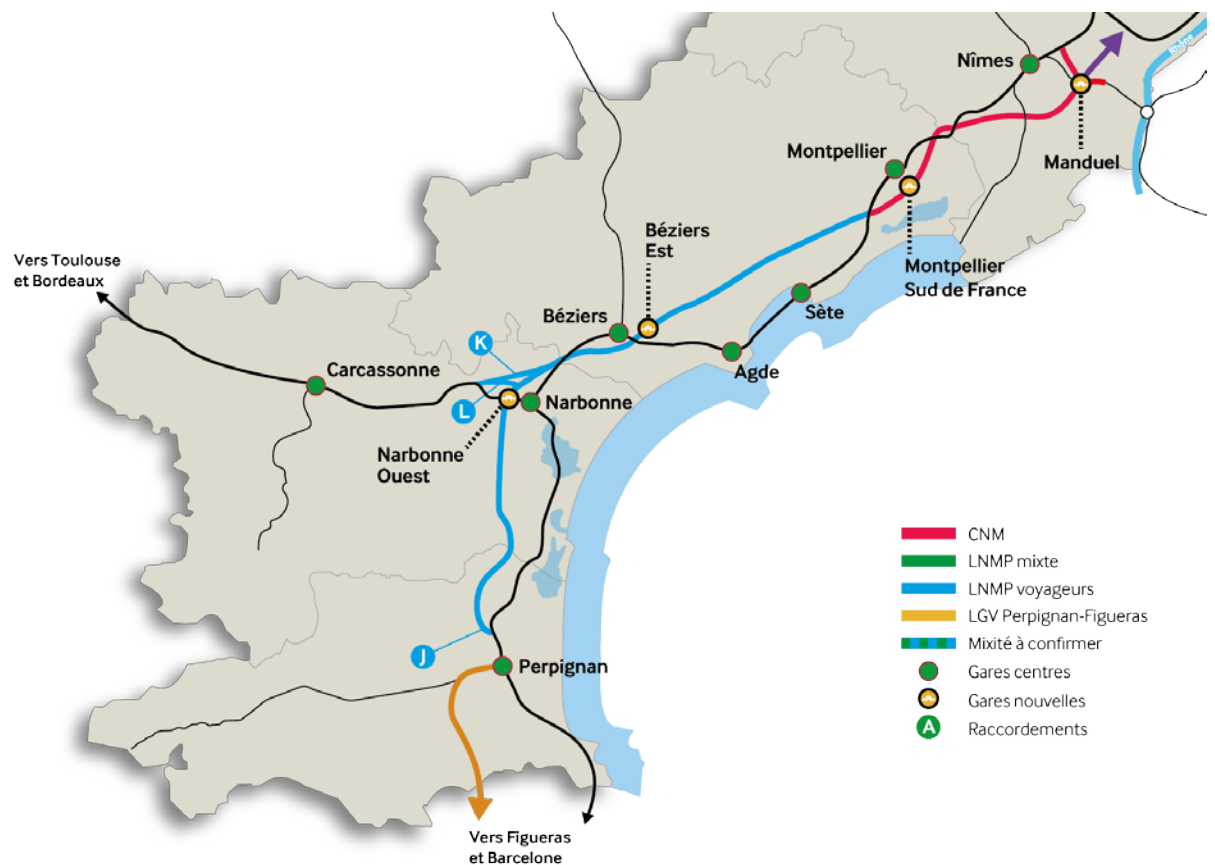 Rhône
Nîmes
Montpellier
Manduel
Béziers
Est
Vers Toulouse
et Bordeaux
Montpellier
Sud de France
Sète
Béziers
K
Carcassonne
Agde
L
Narbonne
Narbonne
Ouest
CNM
LNMP mixte
LNMP voyageurs
LGV Perpignan-Figueras
Mixité à confirmer
J
Perpignan
Gares centres
Gares nouvelles
A
Raccordements
Vers Figueras
et Barcelone